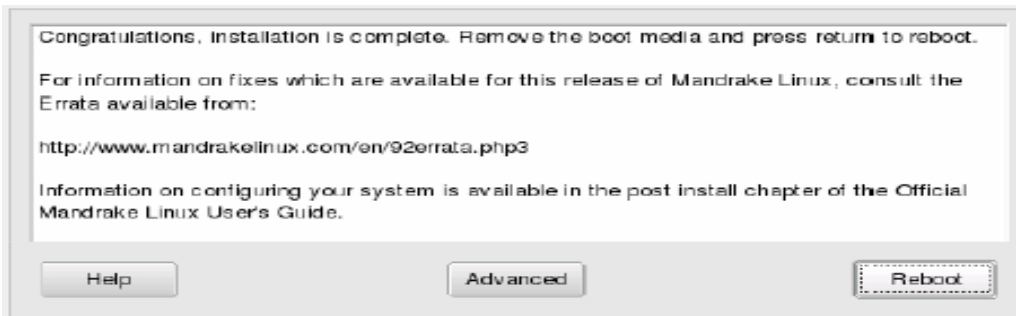 Congratulations, installation is complete. Remove the boot media and press return to reboot.
For information on fixes which are available for this release of Mandrake Linux, consult the
Errata available from:
http://www.mandrakelinux.com/en/92errata.php3
Information on configuring your system is available in the post install chapter of the Official
Mandrake Linux User's Guide.
Help
Advanced
Reboot